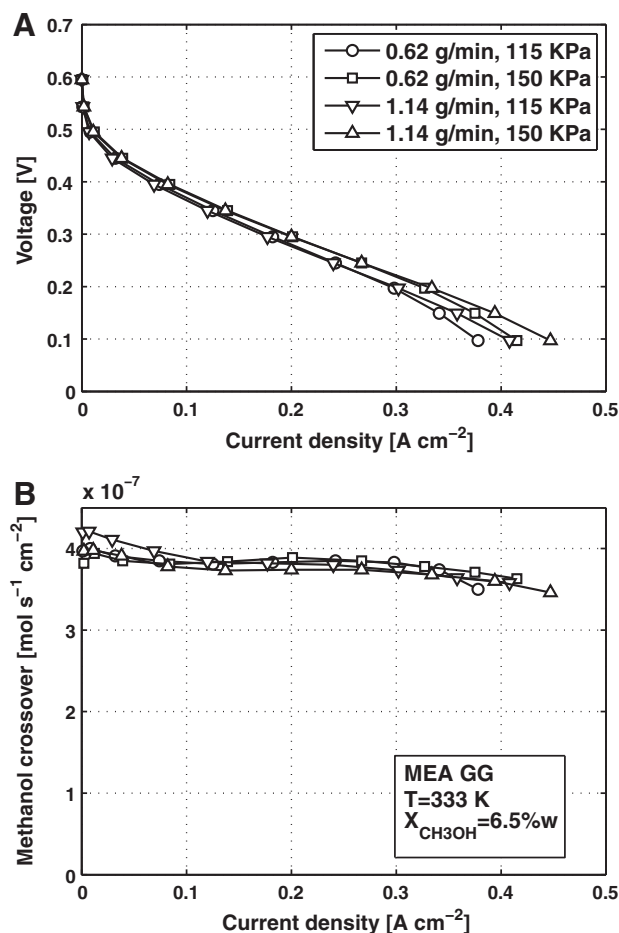 A
0.7
0.6
0.5
0.4
0.3
0.2
0.1
0
Voltage [V]
0.62 g/min, 115 KPa
0.62 g/min, 150 KPa
1.14 g/min, 115 KPa
1.14 g/min, 150 KPa
0 0.1 0.2 0.3 0.4 0.5
Current density [A cm⁻²]
B
x 10⁻⁷
4
3
2
1
0
Methanol crossover [mol s⁻¹ cm⁻²]
MEA GG
T=333 K
X_CH3OH=6.5%w
0 0.1 0.2 0.3 0.4 0.5
Current density [A cm⁻²]